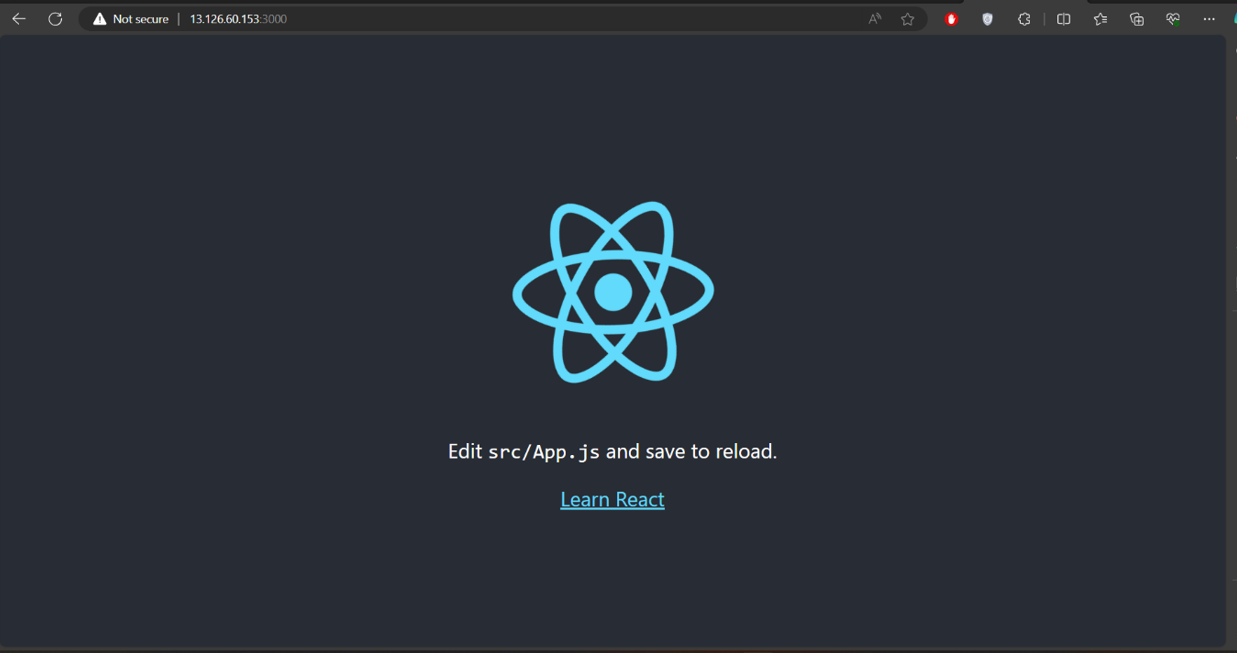 Not secure | 13.126.60.153:3000
Edit src/App.js and save to reload.
Learn React